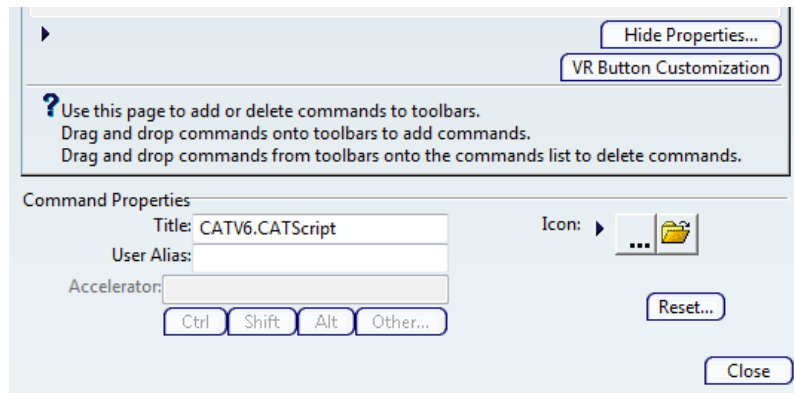 Hide Properties...
VR Button Customization
? Use this page to add or delete commands to toolbars.
Drag and drop commands onto toolbars to add commands.
Drag and drop commands from toolbars onto the commands list to delete commands.
Command Properties
Title: CATV6.CATScript
Icon: ...
User Alias:
Accelerator:
Ctrl Shift Alt Other...
Reset...
Close